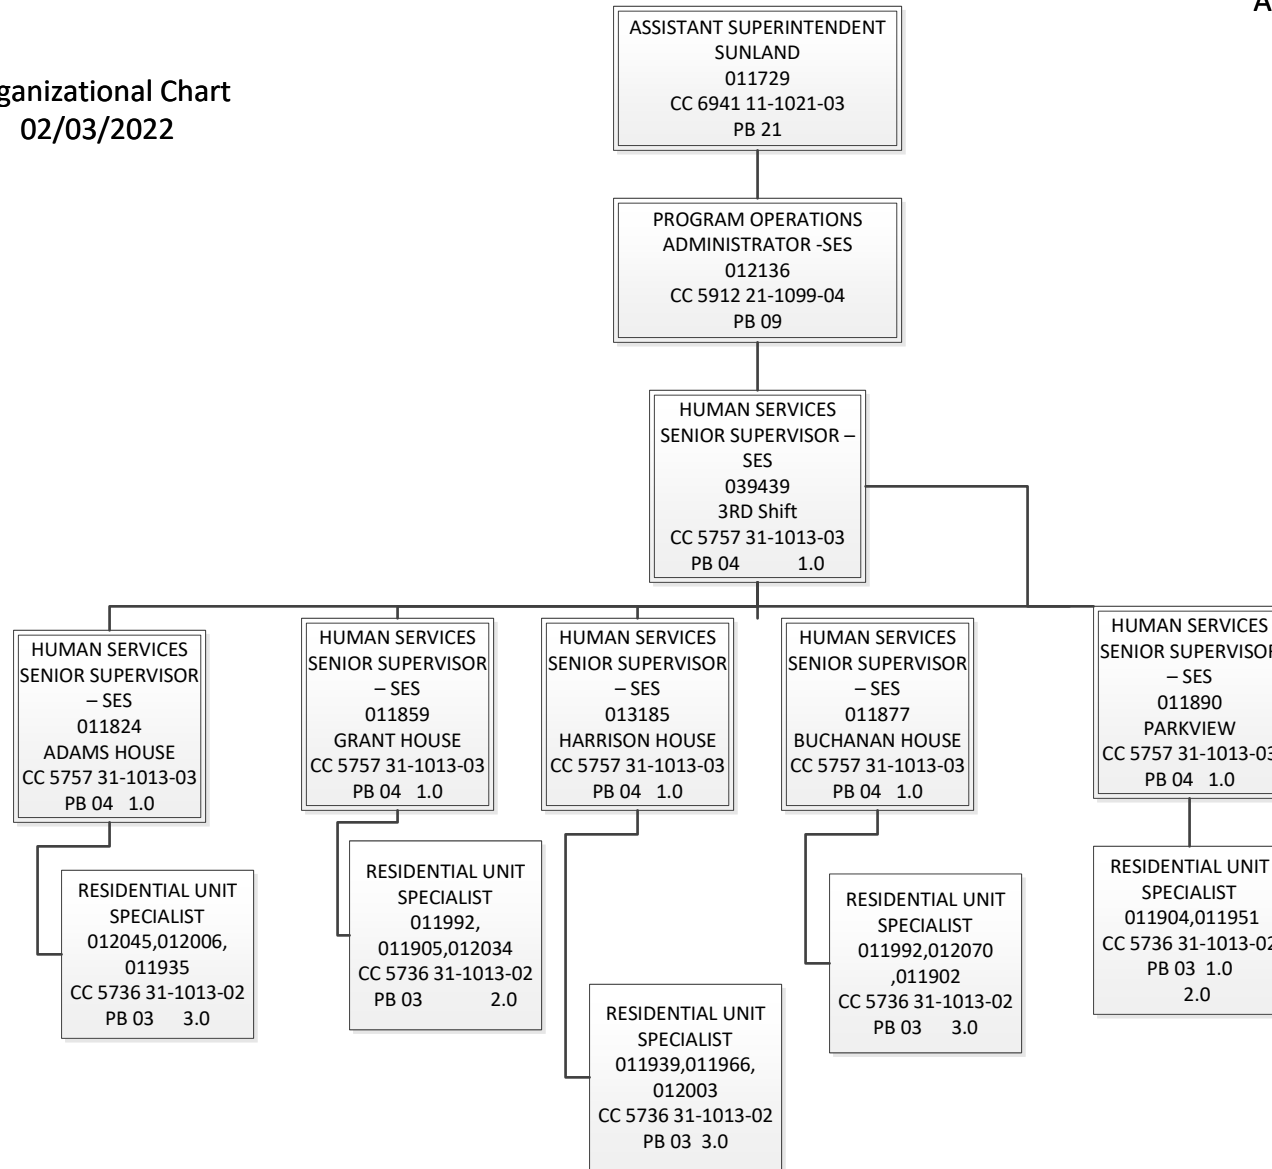 A
ganizational Chart
02/03/2022
ASSISTANT SUPERINTENDENT
SUNLAND
011729
CC 6941 11-1021-03
PB 21
PROGRAM OPERATIONS
ADMINISTRATOR -SES
012136
CC 5912 21-1099-04
PB 09
HUMAN SERVICES
SENIOR SUPERVISOR –
SES
039439
3RD Shift
CC 5757 31-1013-03
PB 04 1.0
HUMAN SERVICES
SENIOR SUPERVISOR
– SES
011824
ADAMS HOUSE
CC 5757 31-1013-03
PB 04 1.0
HUMAN SERVICES
SENIOR SUPERVISOR
– SES
011859
GRANT HOUSE
CC 5757 31-1013-03
PB 04 1.0
HUMAN SERVICES
SENIOR SUPERVISOR
– SES
013185
HARRISON HOUSE
CC 5757 31-1013-03
PB 04 1.0
HUMAN SERVICES
SENIOR SUPERVISOR
– SES
011877
BUCHANAN HOUSE
CC 5757 31-1013-03
PB 04 1.0
HUMAN SERVICES
SENIOR SUPERVISOR
– SES
011890
PARKVIEW
CC 5757 31-1013-03
PB 04 1.0
RESIDENTIAL UNIT
SPECIALIST
012045,012006,
011935
CC 5736 31-1013-02
PB 03 3.0
RESIDENTIAL UNIT
SPECIALIST
011992,
011905,012034
CC 5736 31-1013-02
PB 03 2.0
RESIDENTIAL UNIT
SPECIALIST
011939,011966,
012003
CC 5736 31-1013-02
PB 03 3.0
RESIDENTIAL UNIT
SPECIALIST
011992,012070
,011902
CC 5736 31-1013-02
PB 03 3.0
RESIDENTIAL UNIT
SPECIALIST
011904,011951
CC 5736 31-1013-02
PB 03 1.0
2.0